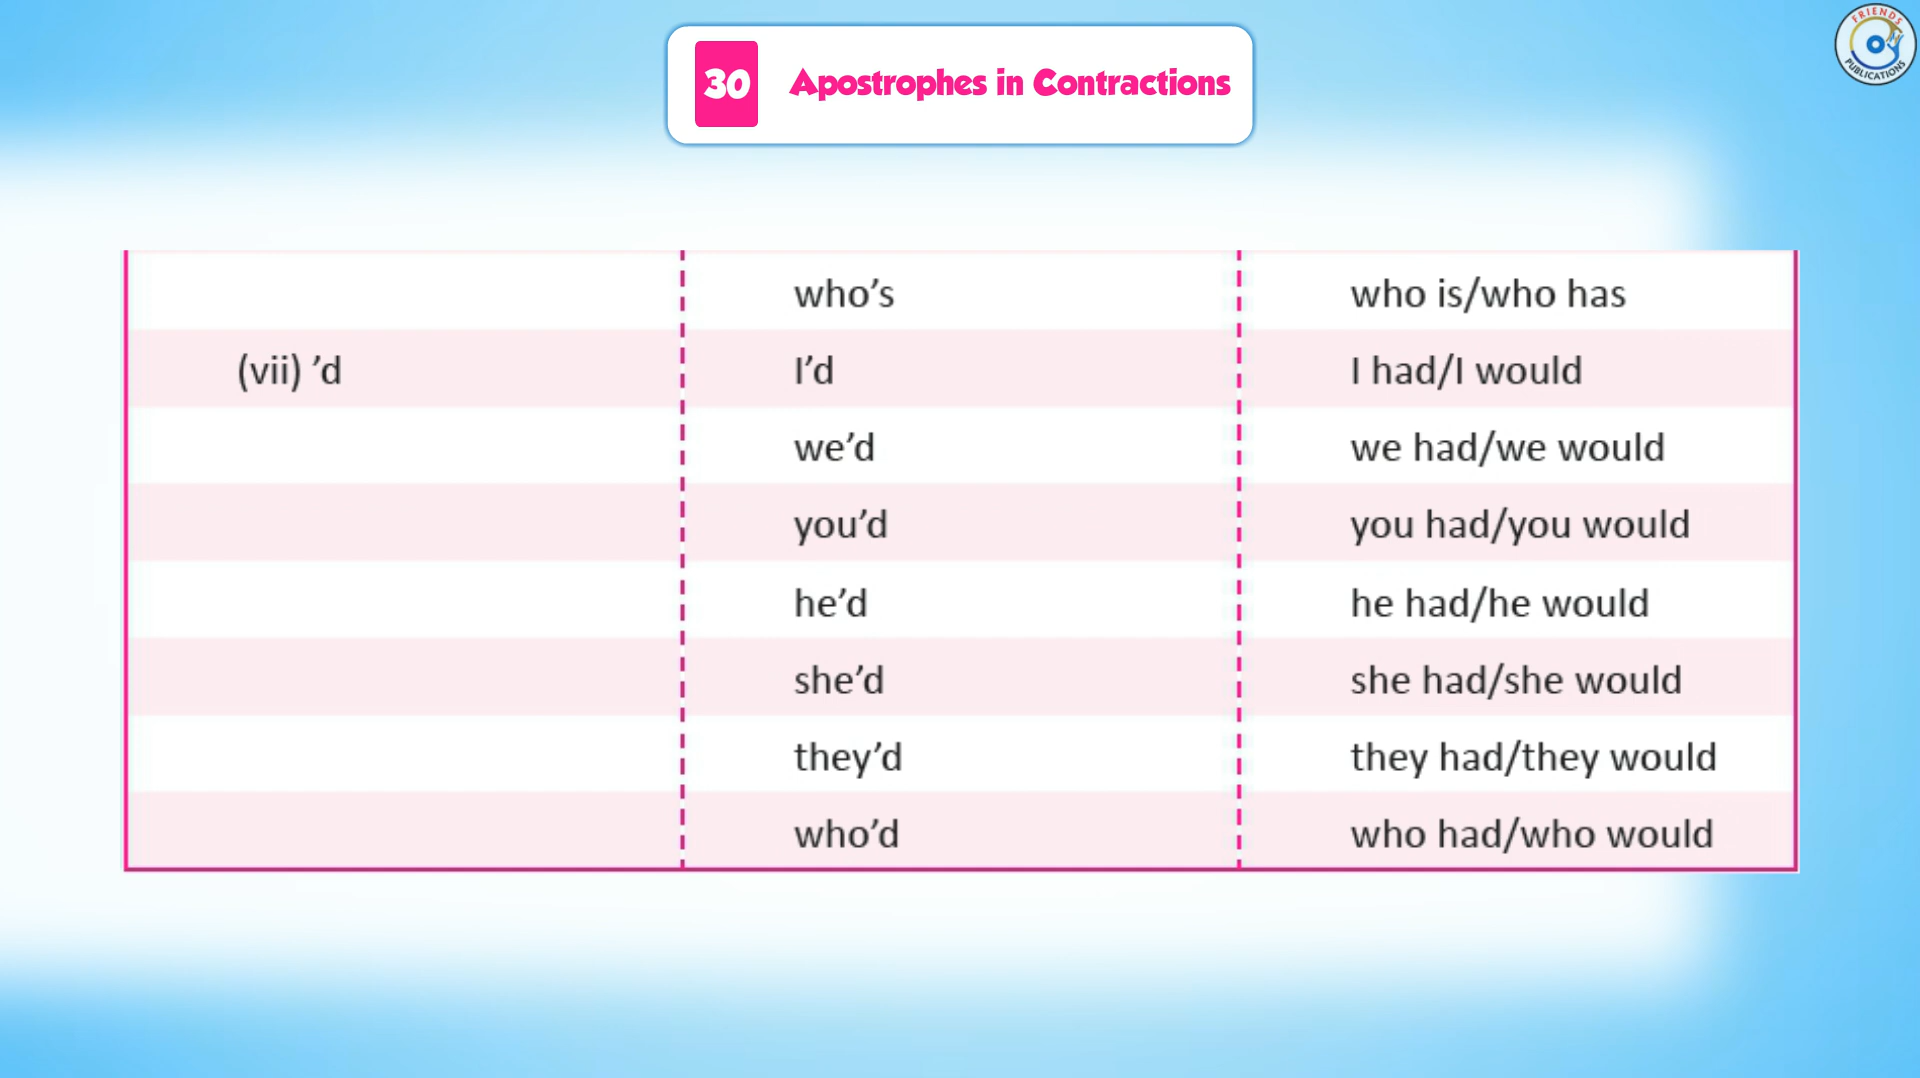 30 Apostrophes in Contractions
FRIENDS
PUBLICATIONS
who’s who is/who has
(vii) ’d I’d I had/I would
we’d we had/we would
you’d you had/you would
he’d he had/he would
she’d she had/she would
they’d they had/they would
who’d who had/who would